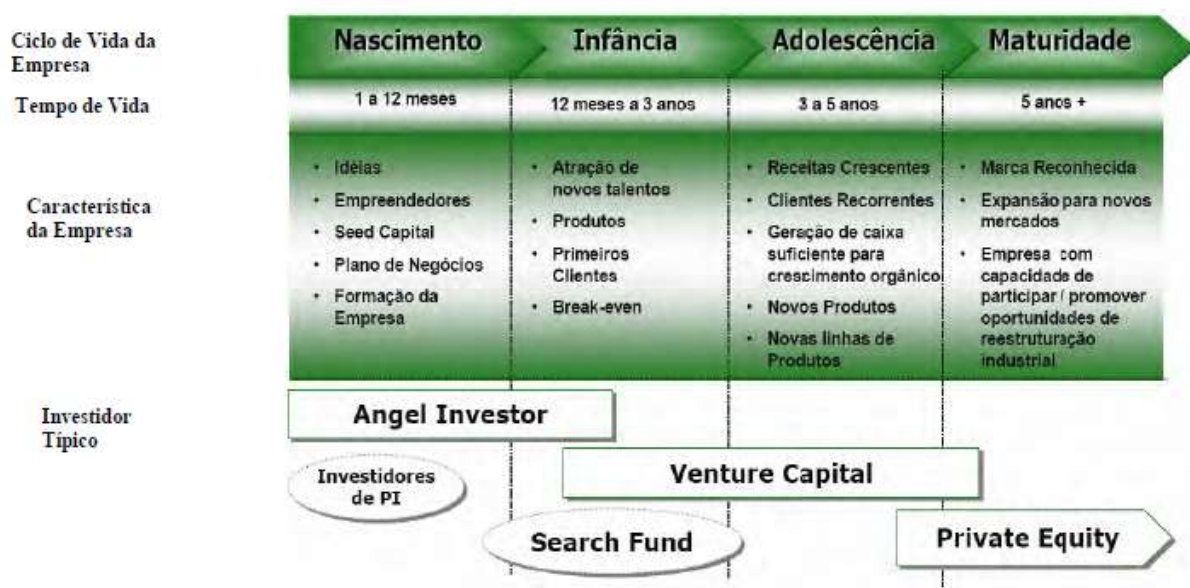 Ciclo de Vida da
Empresa
Nascimento
Infância
Adolescência
Maturidade
Tempo de Vida
1 a 12 meses
12 meses a 3 anos
3 a 5 anos
5 anos +
Característica
da Empresa
• Idéias
• Empreendedores
• Seed Capital
• Plano de Negócios
• Formação da
Empresa
• Atração de
novos talentos
• Produtos
• Primeiros
Clientes
• Break-even
• Receitas Crescentes
• Clientes Recorrentes
• Geração de caixa
suficiente para
crescimento orgânico
• Novos Produtos
• Novas linhas de
Produtos
• Marca Reconhecida
• Expansão para novos
mercados
• Empresa com
capacidade de
participar / promover
oportunidades de
reestruturação
industrial
Investidor
Típico
Angel Investor
Investidores
de PI
Venture Capital
Search Fund
Private Equity